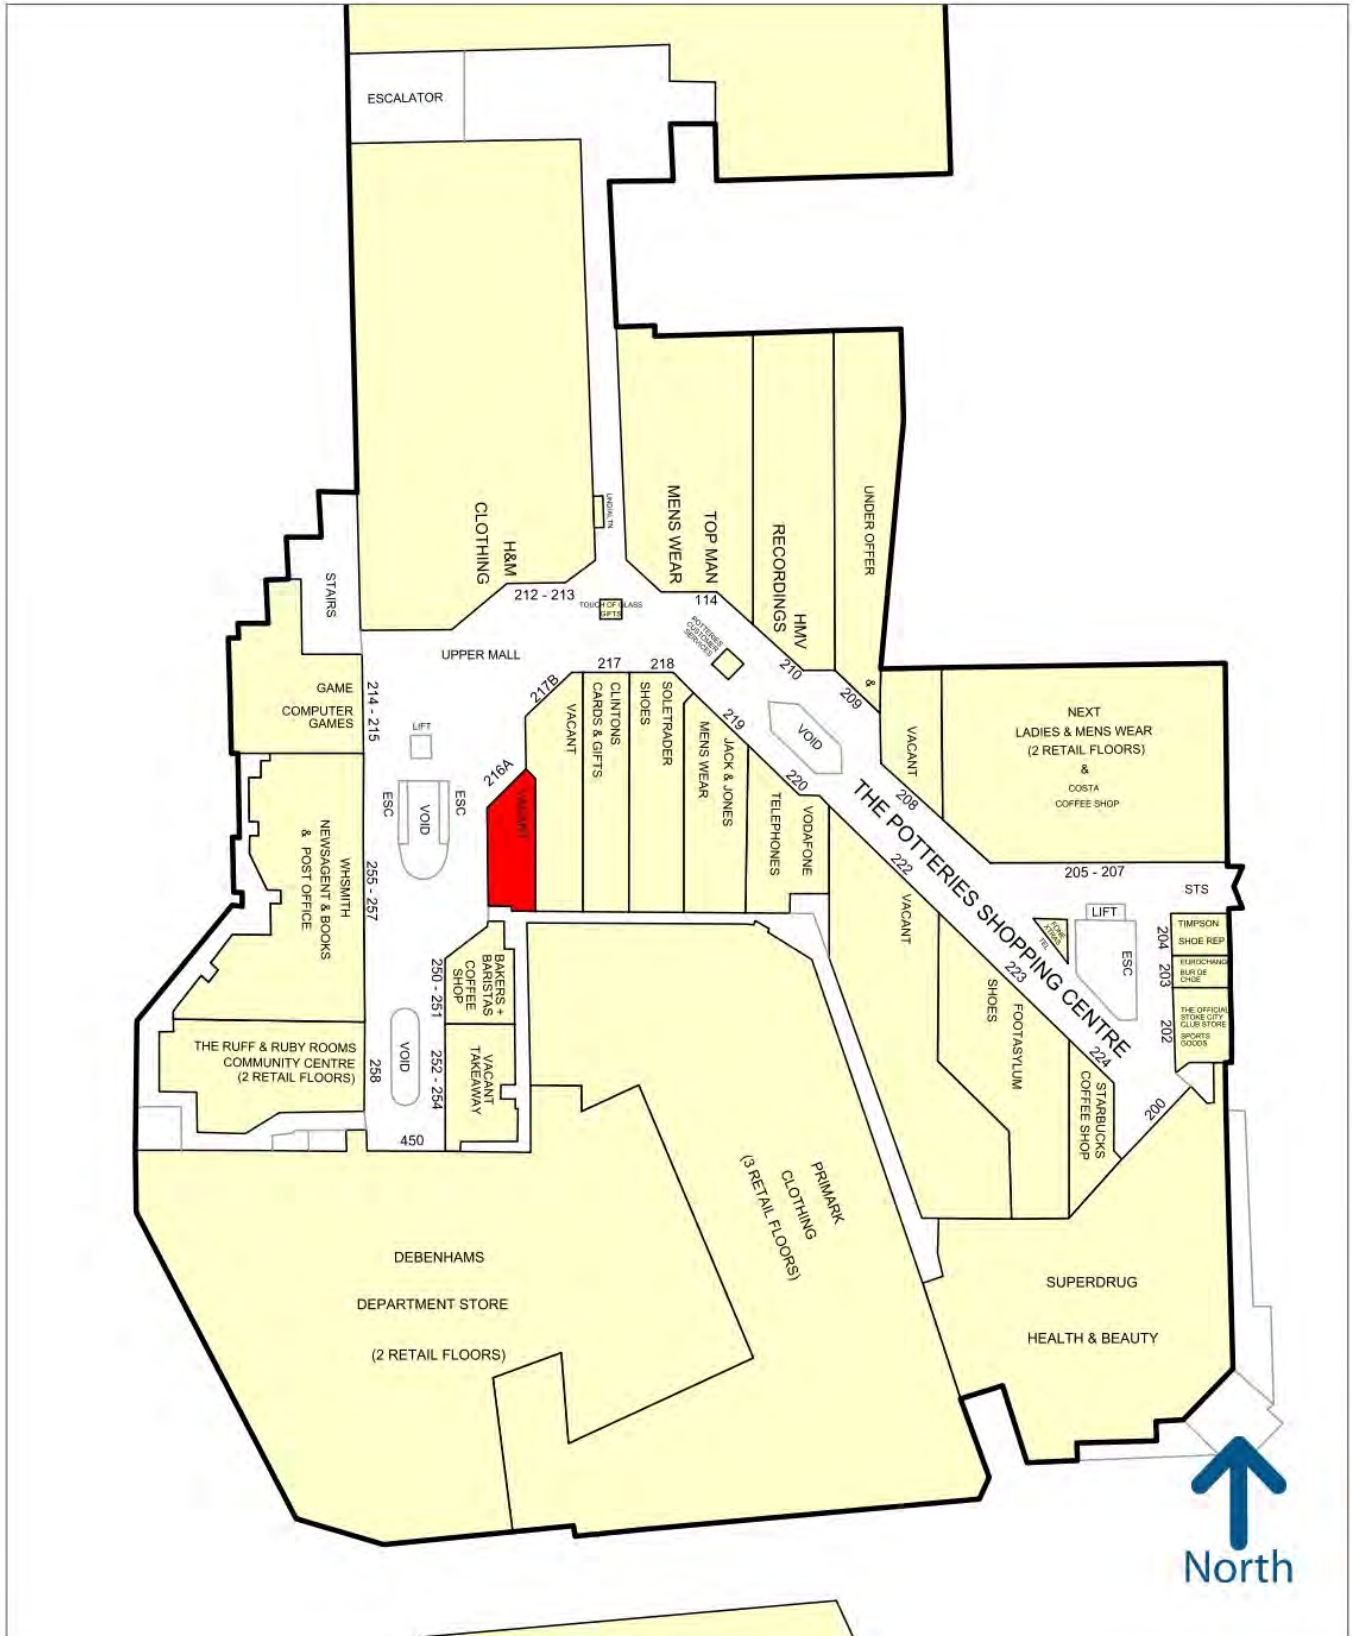 ESCALATOR
CLOTHING
H&M
212 - 213
TOUCH OF GLASS
GIFTS
MENS WEAR
TOP MAN
114
RECORDINGS
HMV
210
UNDER OFFER
&
209
POTTERIES
CUSTOMER
SERVICES
STAIRS
UPPER MALL
GAME
COMPUTER
GAMES
214 - 215
LIFT
ESC
VOID
ESC
216A
VACANT
217B
VACANT
217
CLINTONS
CARDS & GIFTS
218
SOLETRADER
SHOES
219
JACK & JONES
MENS WEAR
220
VODAFONE
TELEPHONES
VOID
VACANT
208
NEXT
LADIES & MENS WEAR
(2 RETAIL FLOORS)
&
COSTA
COFFEE SHOP
205 - 207
STS
THE POTTERIES SHOPPING CENTRE
222
VACANT
223
FOOTASYLUM
SHOES
224
STARBUCKS
COFFEE SHOP
FONE
XTRAS
TEL
LIFT
ESC
204
TIMPSON
SHOE REP
203
EUROCHANG
BUR DE
CHGE
202
THE OFFICIAL
STOKE CITY
CLUB STORE
SPORTS
GOODS
200
WHSMITH
NEWSAGENT & BOOKS
& POST OFFICE
255 - 257
BAKERS +
BARISTAS
COFFEE
SHOP
250 - 251
THE RUFF & RUBY ROOMS
COMMUNITY CENTRE
(2 RETAIL FLOORS)
258
VOID
252 - 254
VACANT
TAKEAWAY
450
DEBENHAMS
DEPARTMENT STORE
(2 RETAIL FLOORS)
PRIMARK
CLOTHING
(3 RETAIL FLOORS)
SUPERDRUG
HEALTH & BEAUTY
North